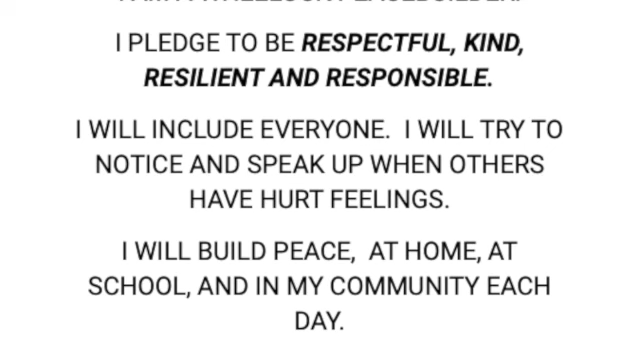 I PLEDGE TO BE RESPECTFUL, KIND,
RESILIENT AND RESPONSIBLE.
I WILL INCLUDE EVERYONE.  I WILL TRY TO
NOTICE AND SPEAK UP WHEN OTHERS
HAVE HURT FEELINGS.
I WILL BUILD PEACE,  AT HOME, AT
SCHOOL, AND IN MY COMMUNITY EACH
DAY.